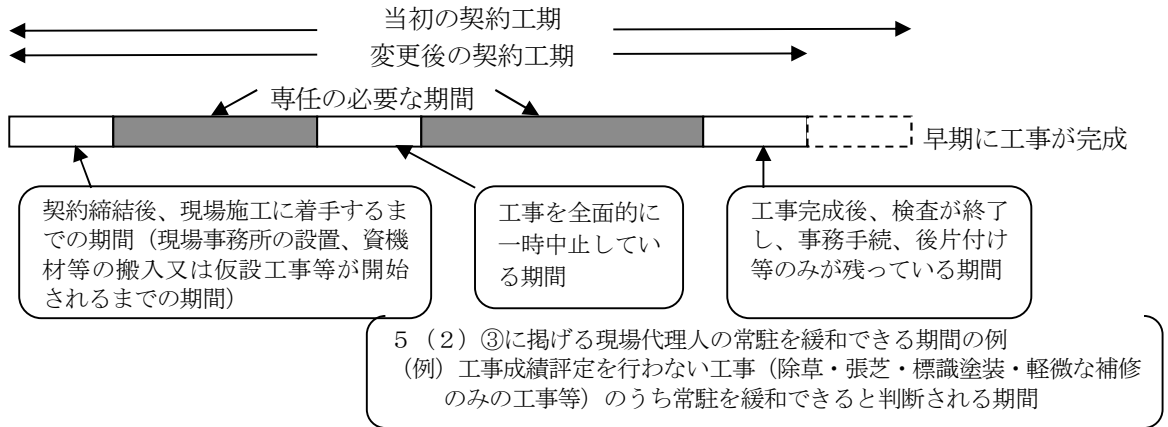 当初の契約工期
変更後の契約工期
専任の必要な期間
早期に工事が完成
契約締結後、現場施工に着手するま
での期間（現場事務所の設置、資機
材等の搬入又は仮設工事等が開始
されるまでの期間）
工事を全面的に
一時中止してい
る期間
工事完成後、検査が終了
し、事務手続、後片付け
等のみが残っている期間
５（２）③に掲げる現場代理人の常駐を緩和できる期間の例
（例）工事成績評定を行わない工事（除草・張芝・標識塗装・軽微な補修
のみの工事等）のうち常駐を緩和できると判断される期間